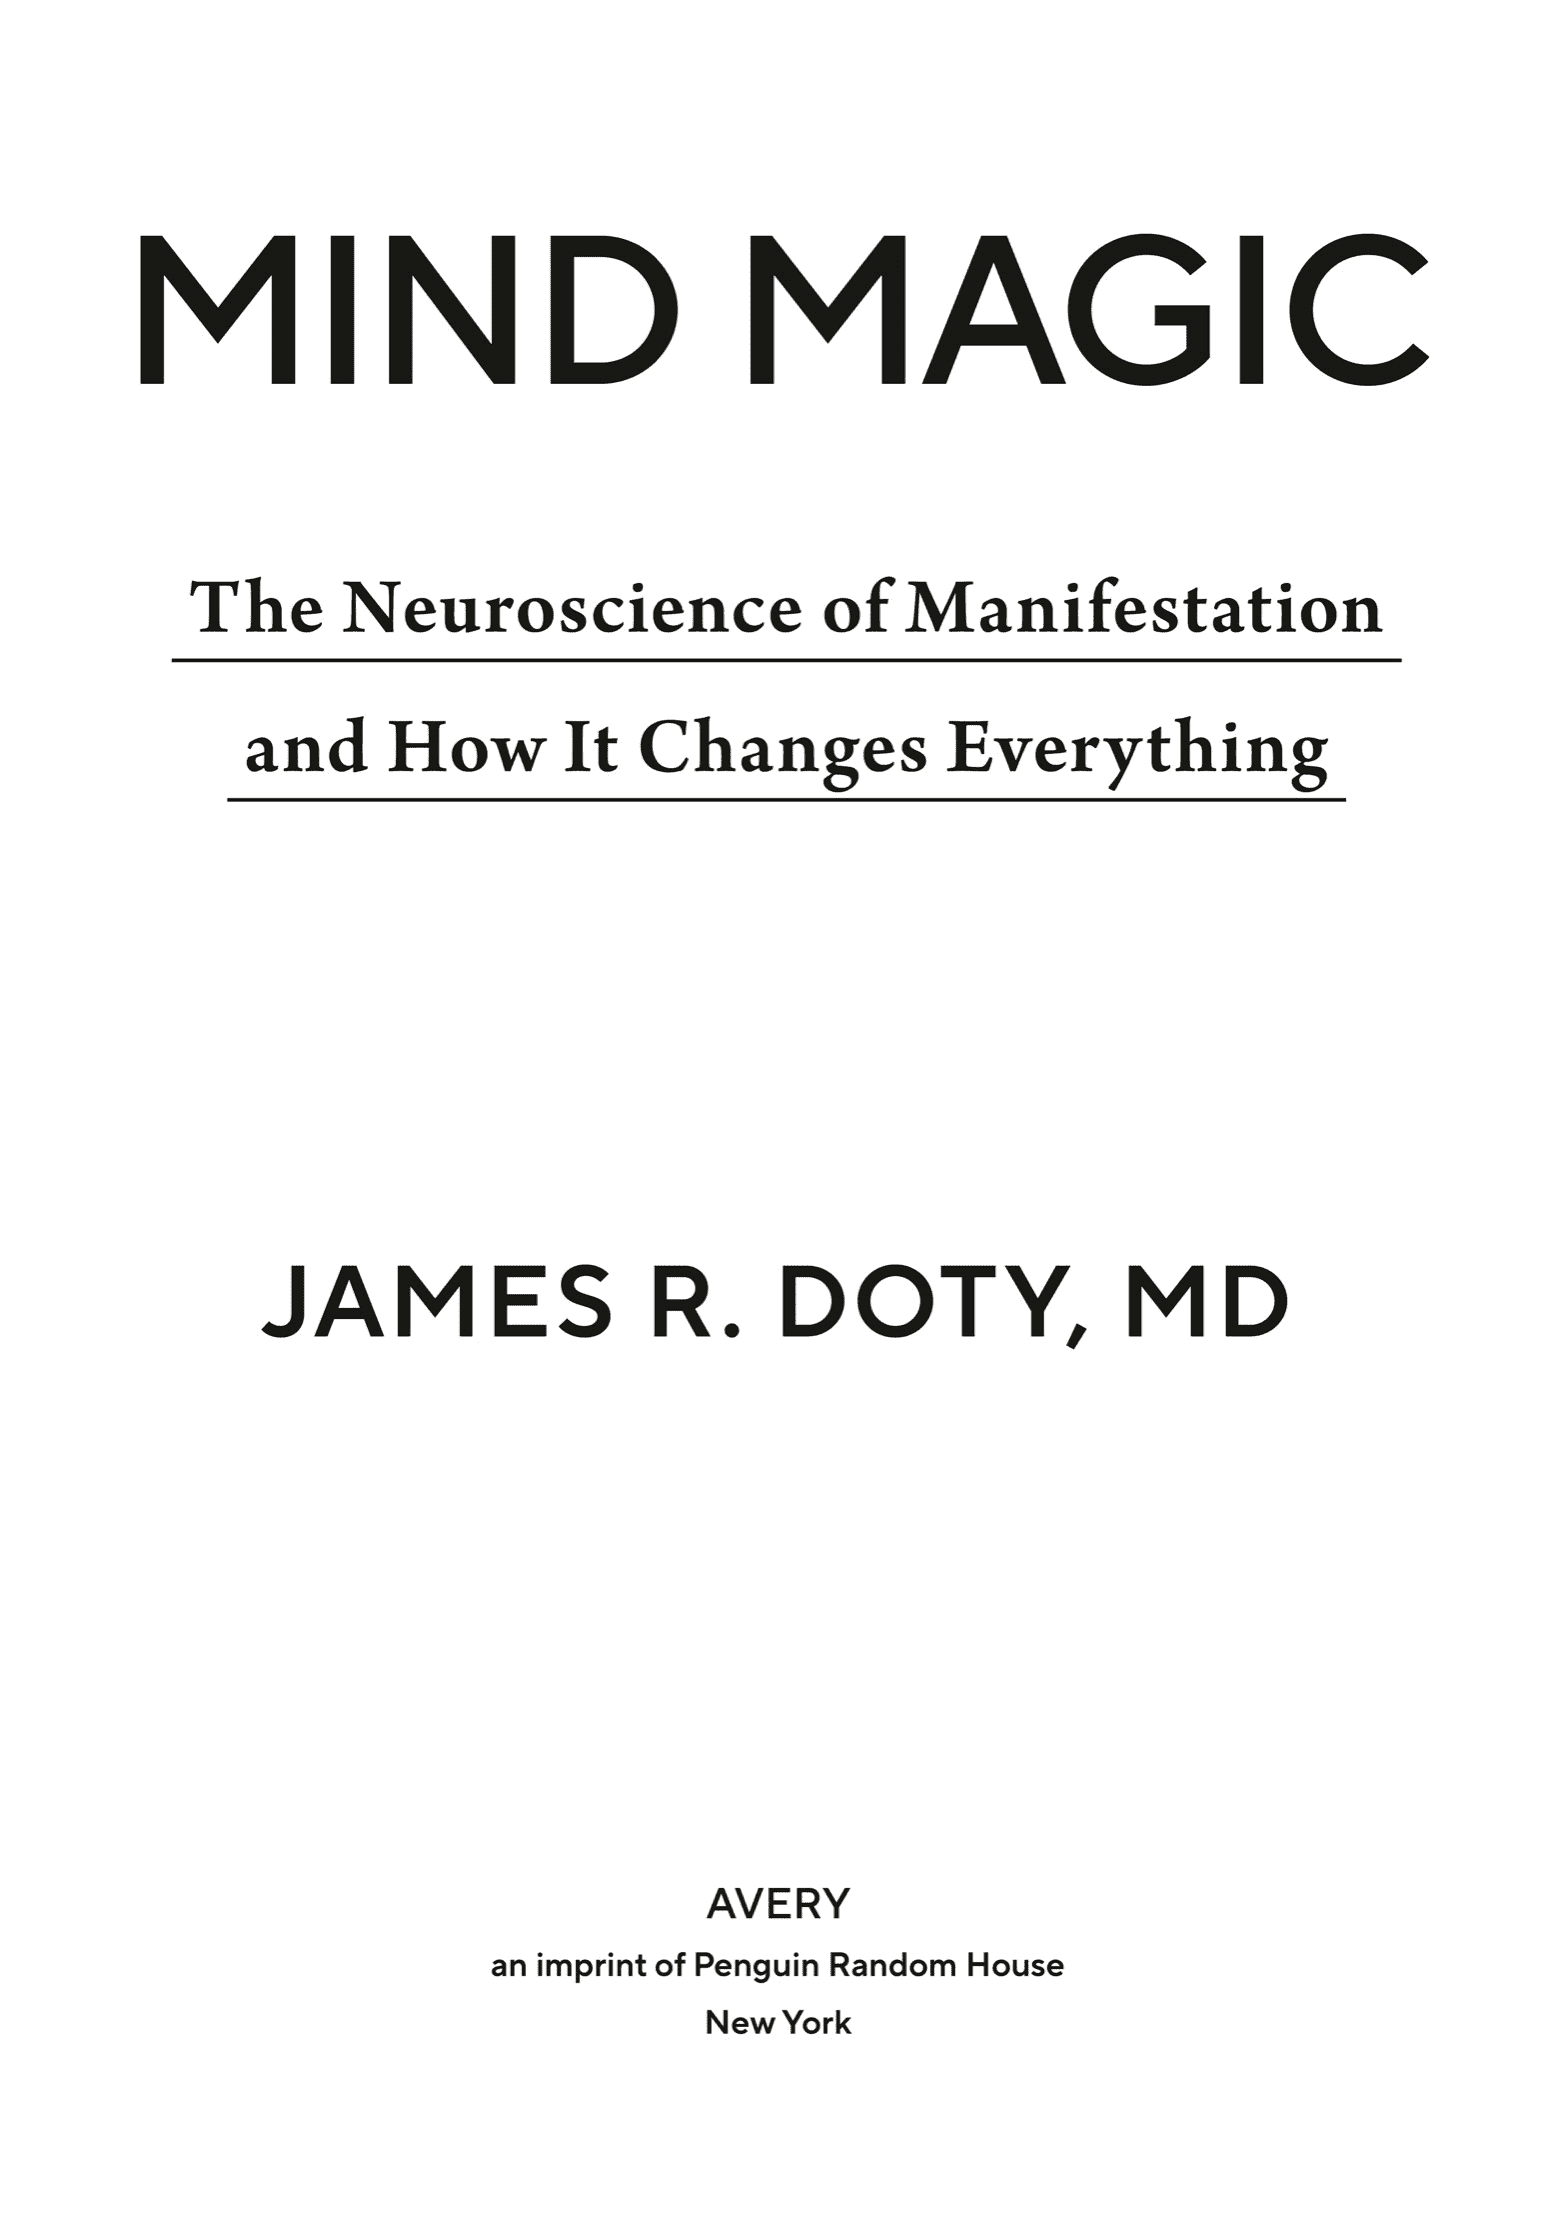 MIND MAGIC
The Neuroscience of Manifestation
and How It Changes Everything
JAMES R. DOTY, MD
AVERY
an imprint of Penguin Random House
New York